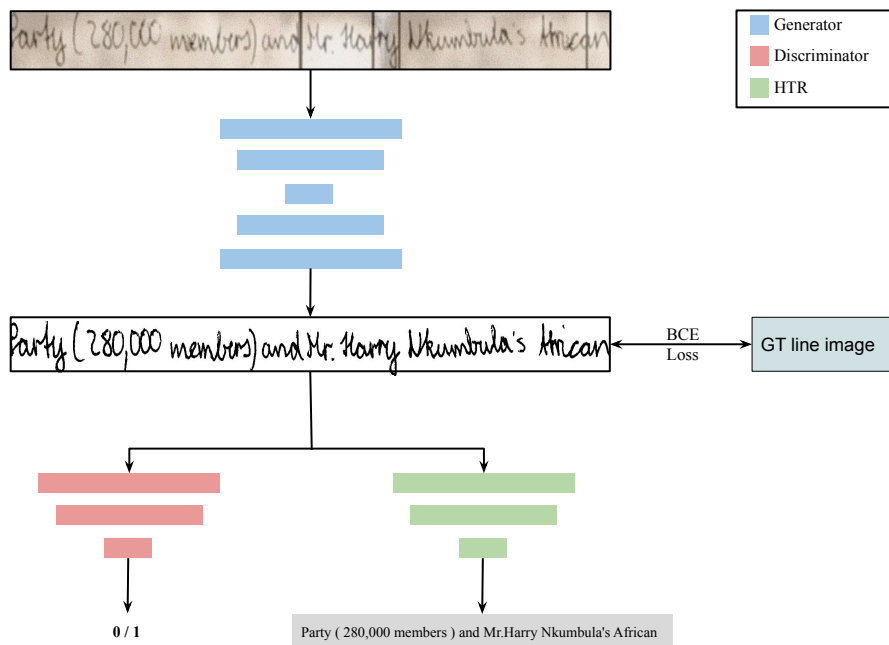 Party (280,000 members) and Mr. Harry Nkumbula's African
Generator
Discriminator
HTR
Party (280,000 members) and Mr. Harry Nkumbula's African
BCE
Loss
GT line image
0 / 1
Party ( 280,000 members ) and Mr.Harry Nkumbula's African